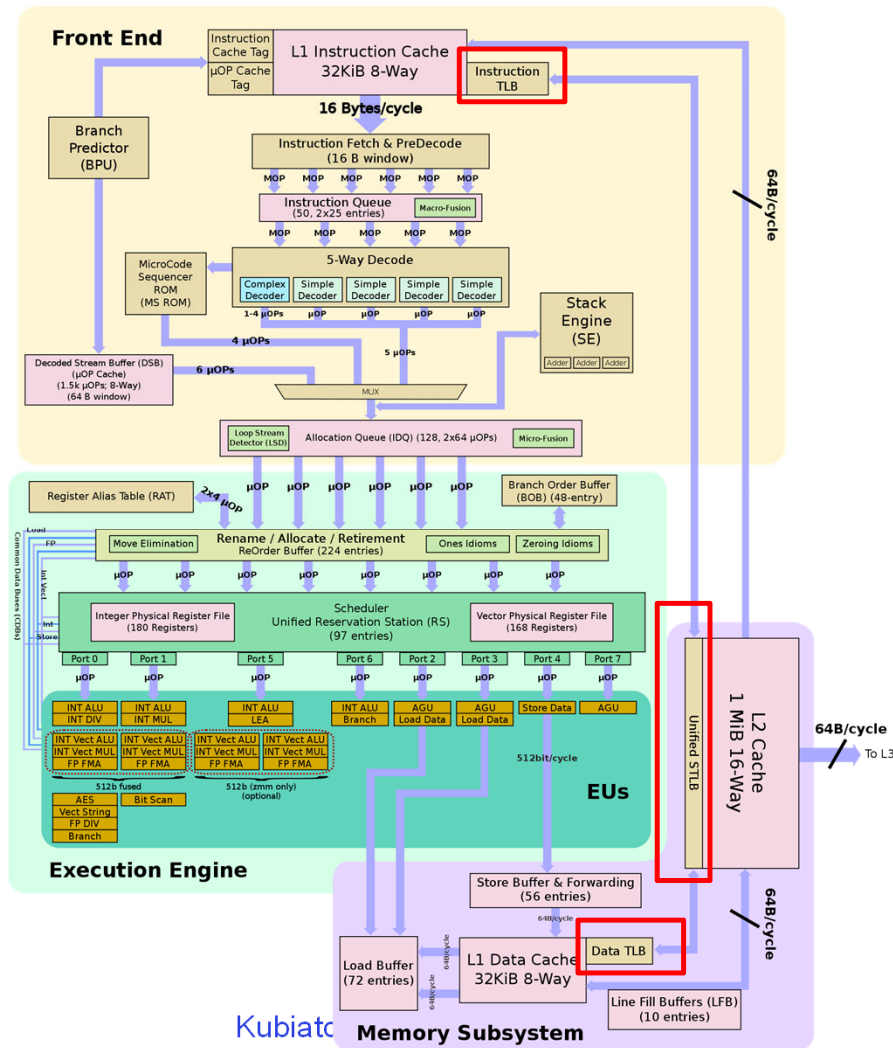 Front End
Instruction
Cache Tag
µOP Cache
Tag
L1 Instruction Cache
32KiB 8-Way
Instruction
TLB
16 Bytes/cycle
Branch
Predictor
(BPU)
Instruction Fetch & PreDecode
(16 B window)
MOP MOP MOP MOP MOP MOP
Instruction Queue
(50, 2x25 entries)
Macro-Fusion
MOP MOP MOP MOP MOP
5-Way Decode
Complex
Decoder
Simple
Decoder
Simple
Decoder
Simple
Decoder
Simple
Decoder
MicroCode
Sequencer
ROM
(MS ROM)
1-4 µOPs µOP µOP µOP µOP
Stack
Engine
(SE)
Adder Adder Adder
4 µOPs
5 µOPs
Decoded Stream Buffer (DSB)
(µOP Cache)
(1.5k µOPs; 8-Way)
(64 B window)
6 µOPs
MUX
Loop Stream
Detector (LSD)
Allocation Queue (IDQ) (128, 2x64 µOPs)
Micro-Fusion
64B/cycle
µOP µOP µOP µOP µOP µOP
Register Alias Table (RAT)
2x4 µOP
Branch Order Buffer
(BOB) (48-entry)
Rename / Allocate / Retirement
ReOrder Buffer (224 entries)
Move Elimination
Ones Idioms
Zeroing Idioms
Common Data Buses (CDBs)
Load
FP
Int Vect
Int
Store
µOP µOP µOP µOP µOP µOP µOP
Scheduler
Unified Reservation Station (RS)
(97 entries)
Integer Physical Register File
(180 Registers)
Vector Physical Register File
(168 Registers)
Port 0 Port 1 Port 5 Port 6 Port 2 Port 3 Port 4 Port 7
µOP µOP µOP µOP µOP µOP µOP µOP
INT ALU
INT DIV
INT ALU
INT MUL
INT ALU
LEA
INT ALU
Branch
AGU
Load Data
AGU
Load Data
Store Data
AGU
INT Vect ALU
INT Vect MUL
FP FMA
INT Vect ALU
INT Vect MUL
FP FMA
INT Vect ALU
INT Vect MUL
FP FMA
INT Vect ALU
INT Vect MUL
FP FMA
512b fused
512b (zmm only)
(optional)
512bit/cycle
AES
Vect String
FP DIV
Branch
Bit Scan
EUs
Execution Engine
Unified STLB
L2 Cache
1 MiB 16-Way
64B/cycle
To L3
Store Buffer & Forwarding
(56 entries)
64B/cycle
64B/cycle
Load Buffer
(72 entries)
64B/cycle
64B/cycle
L1 Data Cache
32KiB 8-Way
Data TLB
Line Fill Buffers (LFB)
(10 entries)
Kubiato
Memory Subsystem